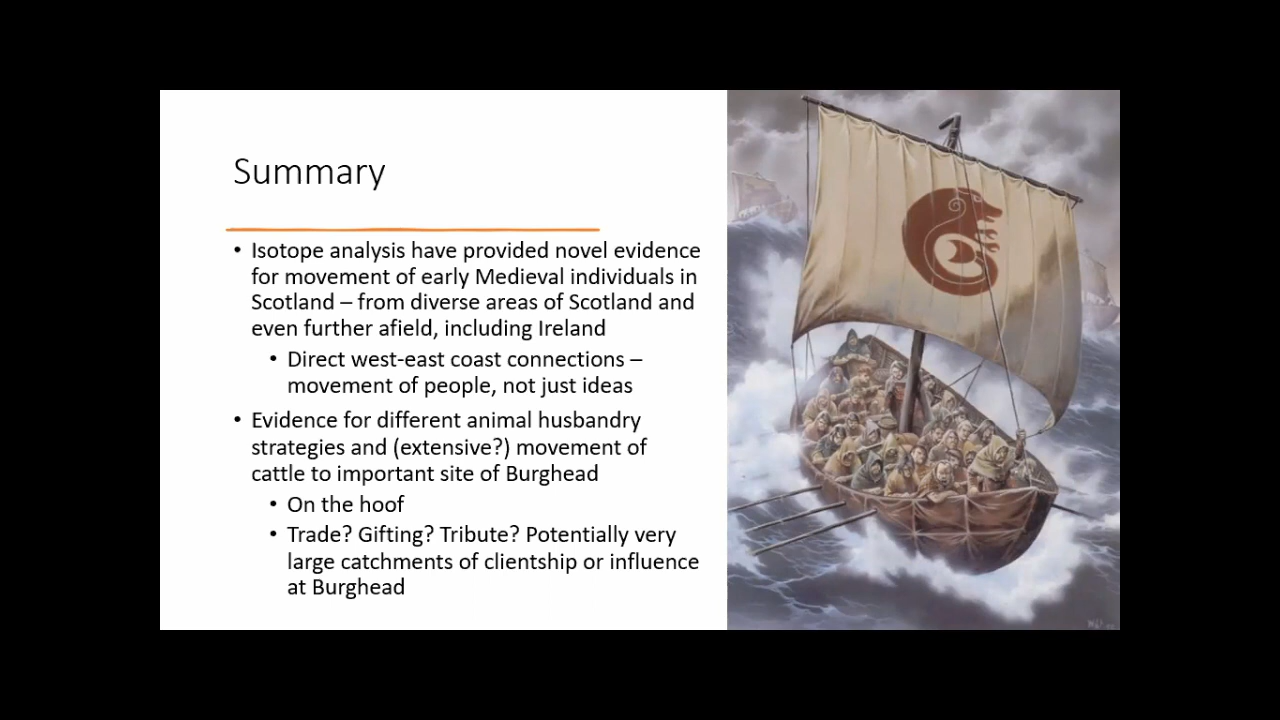 Summary
• Isotope analysis have provided novel evidence
for movement of early Medieval individuals in
Scotland – from diverse areas of Scotland and
even further afield, including Ireland
• Direct west-east coast connections –
movement of people, not just ideas
• Evidence for different animal husbandry
strategies and (extensive?) movement of
cattle to important site of Burghead
• On the hoof
• Trade? Gifting? Tribute? Potentially very
large catchments of clientship or influence
at Burghead